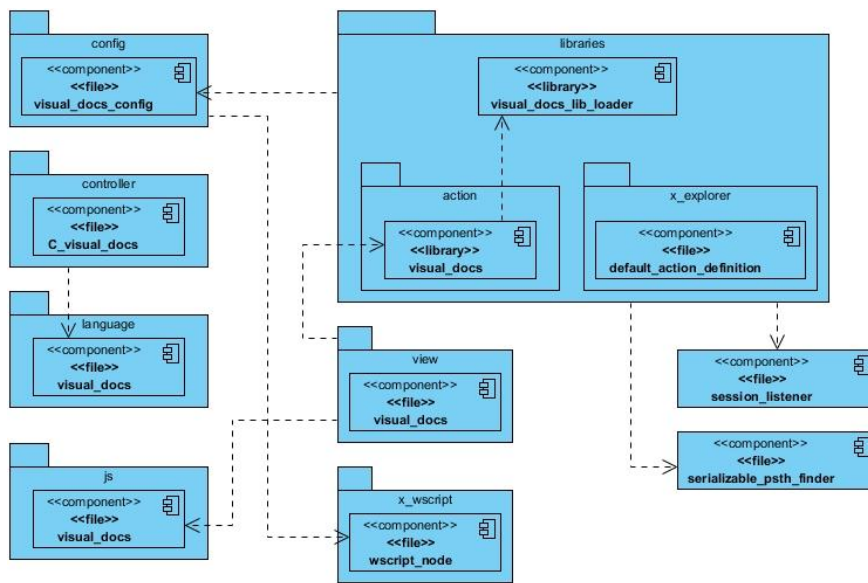 config
<<component>>
<<file>>
visual_docs_config
libraries
<<component>>
<<library>>
visual_docs_lib_loader
controller
<<component>>
<<file>>
C_visual_docs
action
<<component>>
<<library>>
visual_docs
x_explorer
<<component>>
<<file>>
default_action_definition
language
<<component>>
<<file>>
visual_docs
view
<<component>>
<<file>>
visual_docs
<<component>>
<<file>>
session_listener
<<component>>
<<file>>
serializable_psth_finder
js
<<component>>
<<file>>
visual_docs
x_wscript
<<component>>
<<file>>
wscript_node